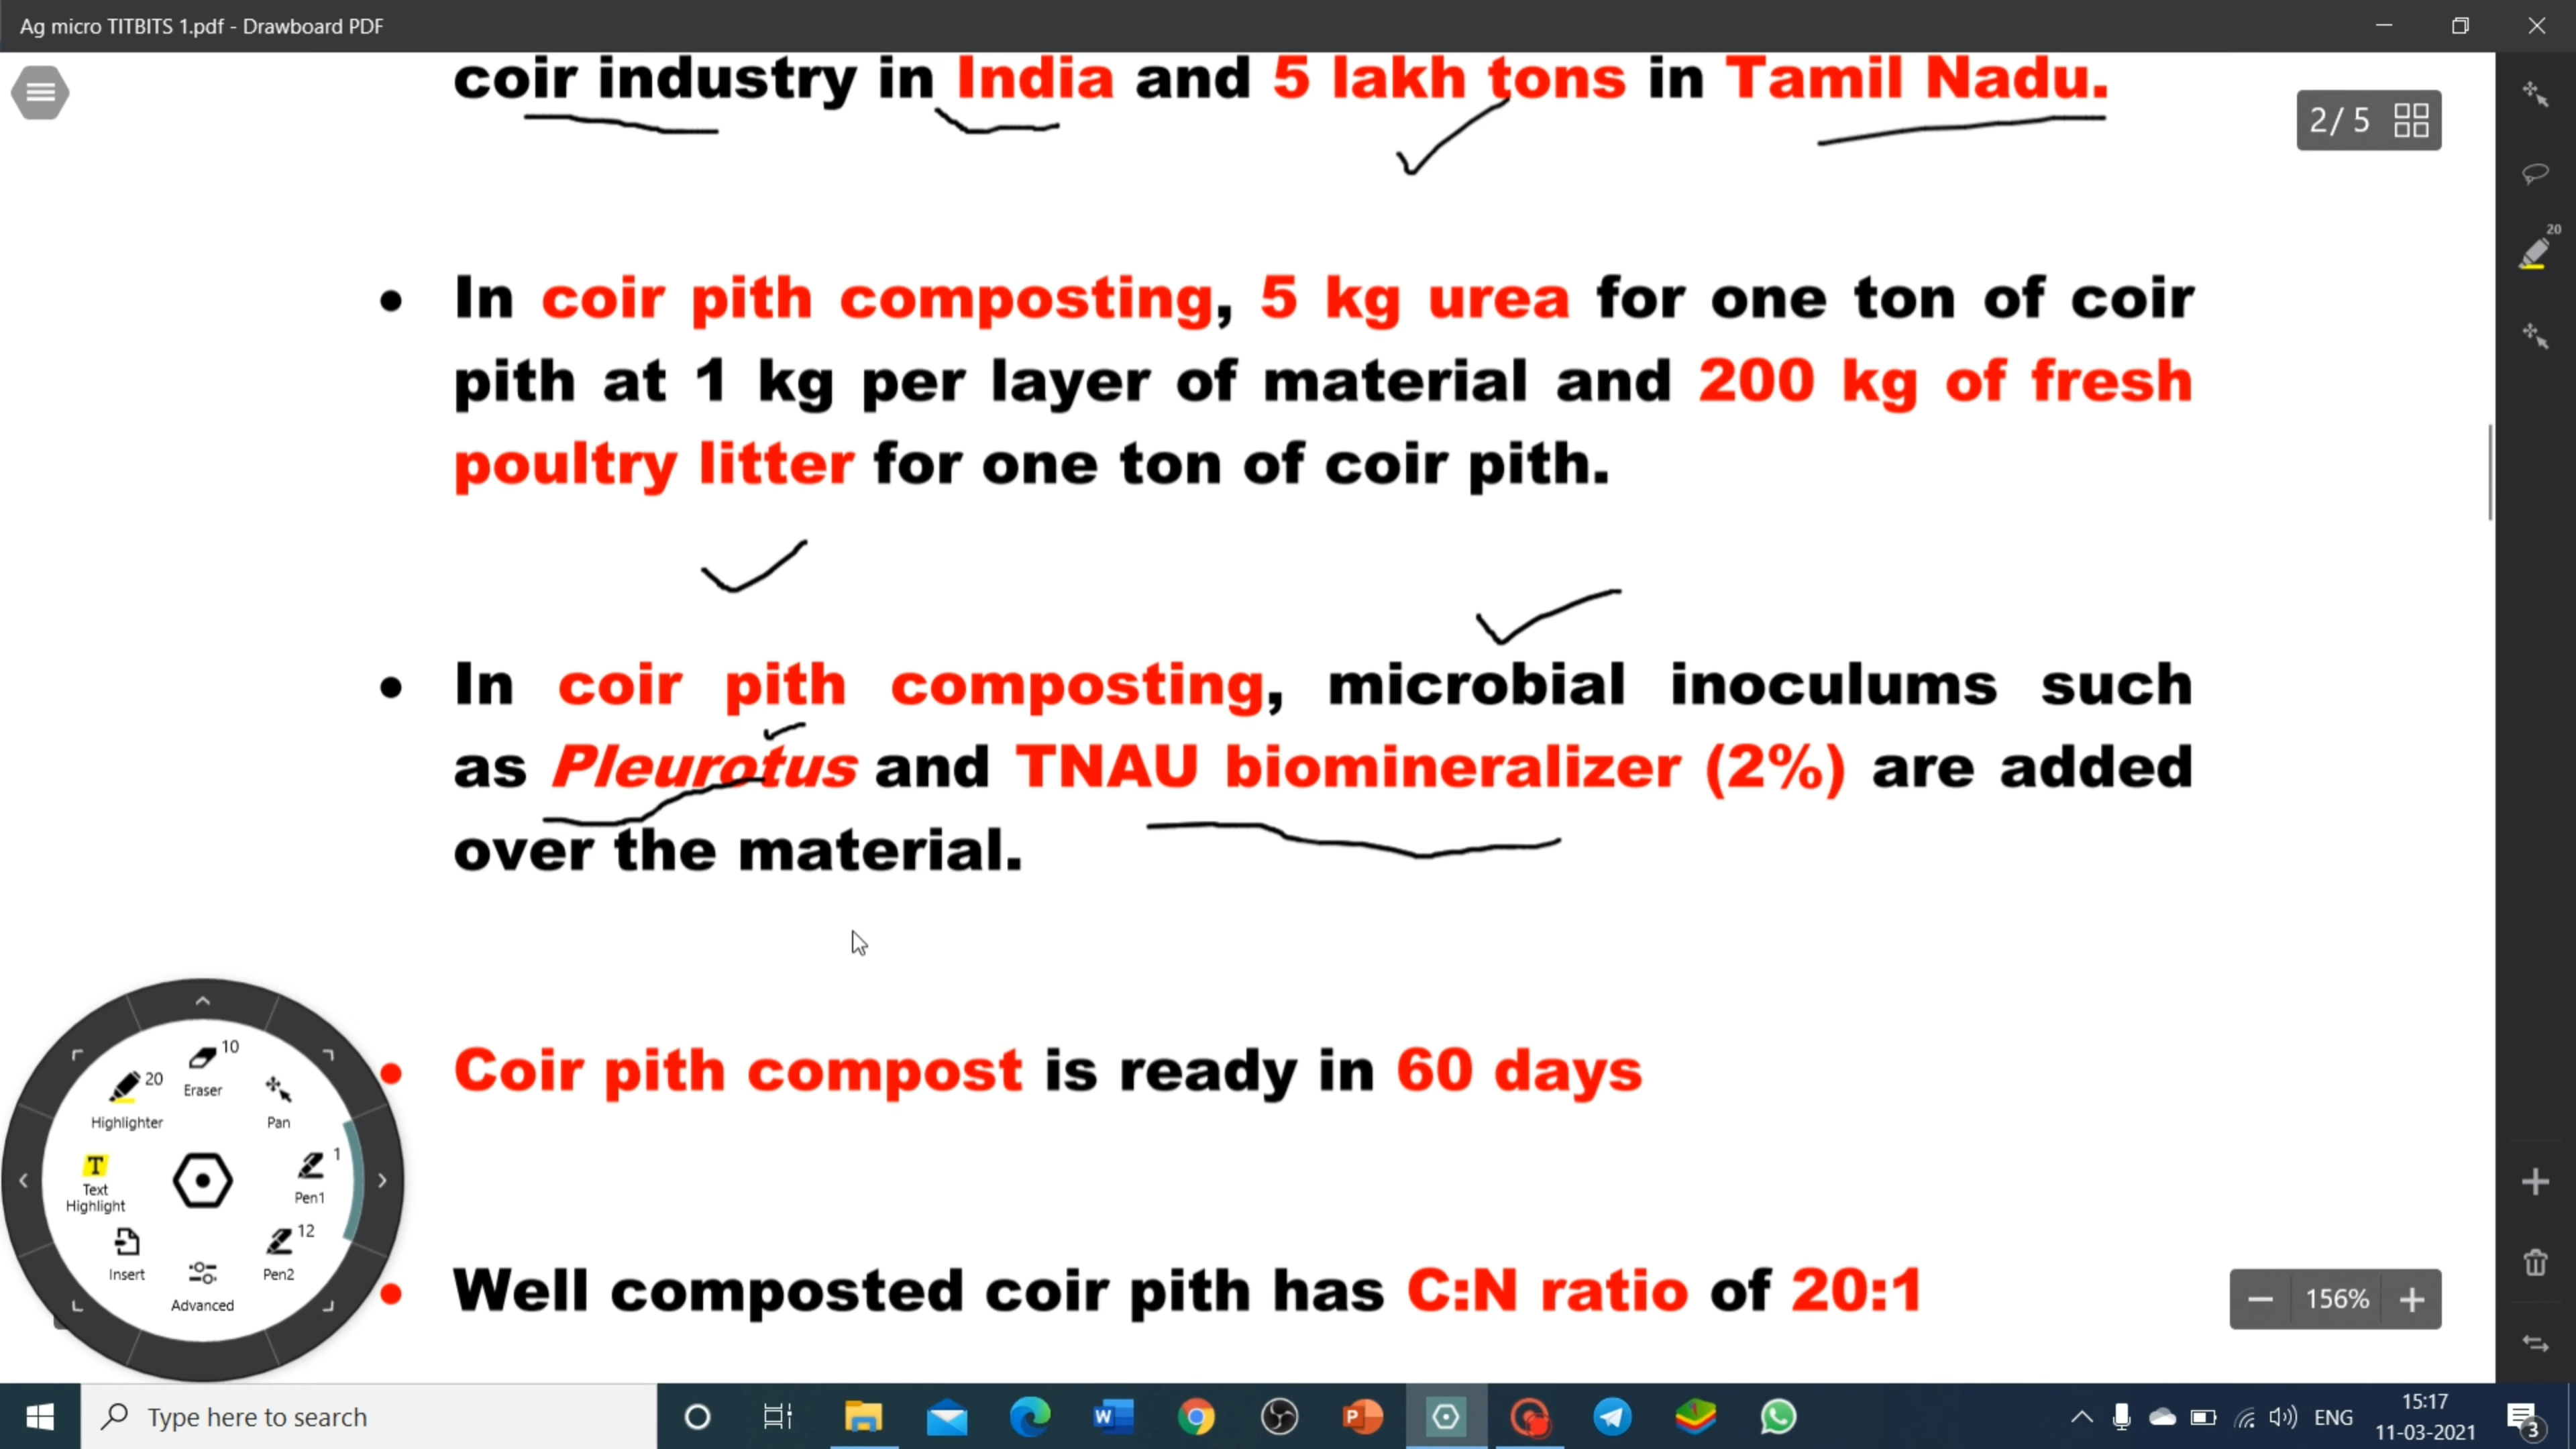 Ag micro TITBITS 1.pdf - Drawboard PDF
coir industry in India and 5 lakh tons in Tamil Nadu.
2 / 5
20
• In coir pith composting, 5 kg urea for one ton of coir
pith at 1 kg per layer of material and 200 kg of fresh
poultry litter for one ton of coir pith.
• In coir pith composting, microbial inoculums such
as Pleurotus and TNAU biomineralizer (2%) are added
over the material.
• Coir pith compost is ready in 60 days
• Well composted coir pith has C:N ratio of 20:1
10
Eraser
20
Highlighter
Pan
1
Pen1
T
Text
Highlight
12
Pen2
Insert
Advanced
156%
Type here to search
W
P
ENG
15:17
11-03-2021
3